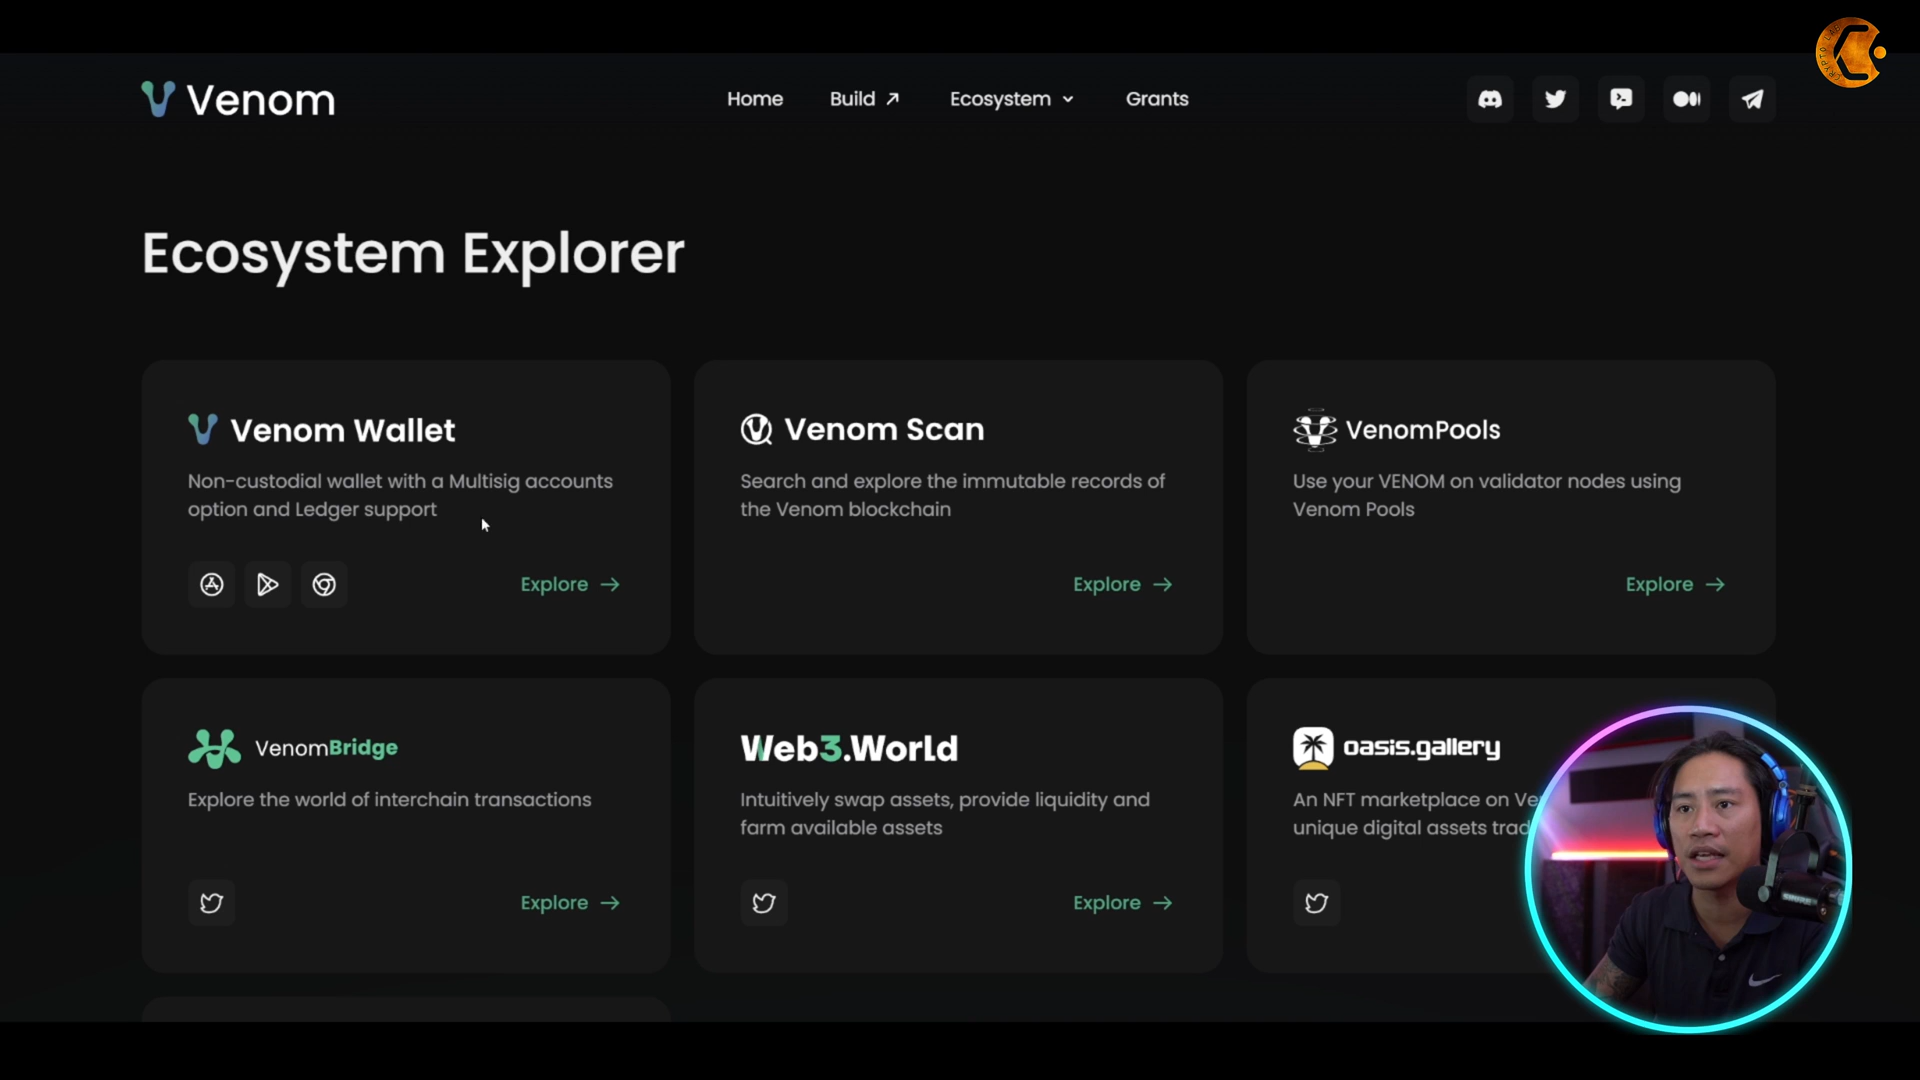 Venom
Home
Build
Ecosystem
Grants
CRYPTO LAB
Ecosystem Explorer
Venom Wallet
Non-custodial wallet with a Multisig accounts
option and Ledger support
Explore
Venom Scan
Search and explore the immutable records of
the Venom blockchain
Explore
VenomPools
Use your VENOM on validator nodes using
Venom Pools
Explore
VenomBridge
Explore the world of interchain transactions
Explore
Web3.World
Intuitively swap assets, provide liquidity and
farm available assets
Explore
oasis.gallery
An NFT marketplace on
unique digital assets
SHURE